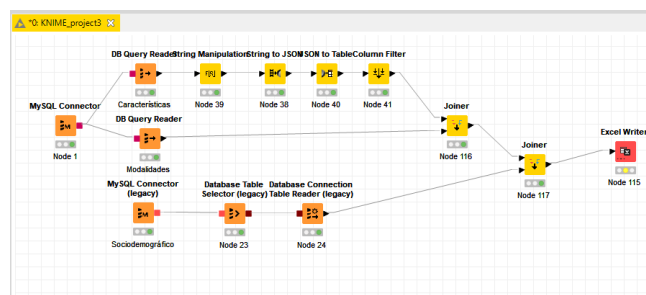 *0: KNIME_project3
DB Query Reader
String Manipulation
String to JSON
JSON to Table
Column Filter
Características
Node 39
Node 38
Node 40
Node 41
MySQL Connector
DB Query Reader
Joiner
Node 1
Modalidades
Node 116
Joiner
Excel Writer
Node 117
Node 115
MySQL Connector
(legacy)
Database Table
Selector (legacy)
Database Connection
Table Reader (legacy)
Sociodemográfico
Node 23
Node 24